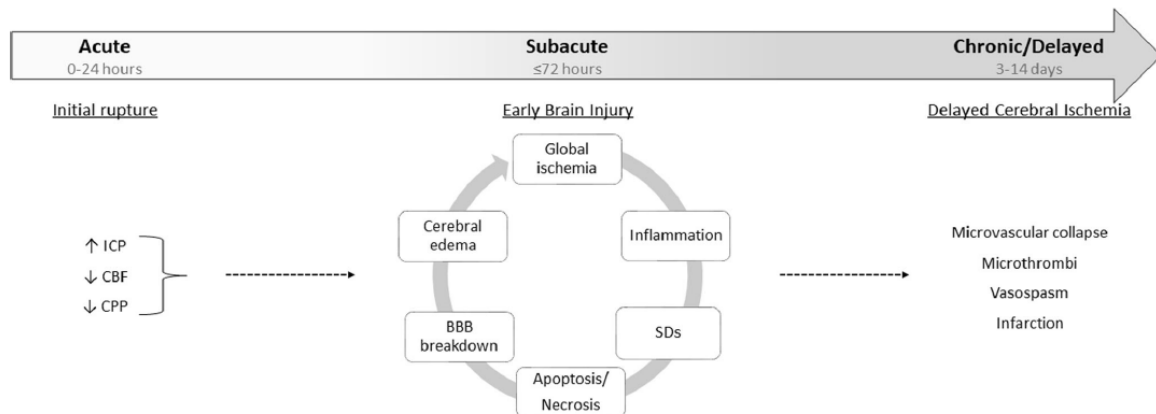 Acute
0-24 hours
Subacute
≤72 hours
Chronic/Delayed
3-14 days
Initial rupture
Early Brain Injury
Delayed Cerebral Ischemia
↑ ICP
↓ CBF
↓ CPP
Global
ischemia
Inflammation
SDs
Apoptosis/
Necrosis
BBB
breakdown
Cerebral
edema
Microvascular collapse
Microthrombi
Vasospasm
Infarction